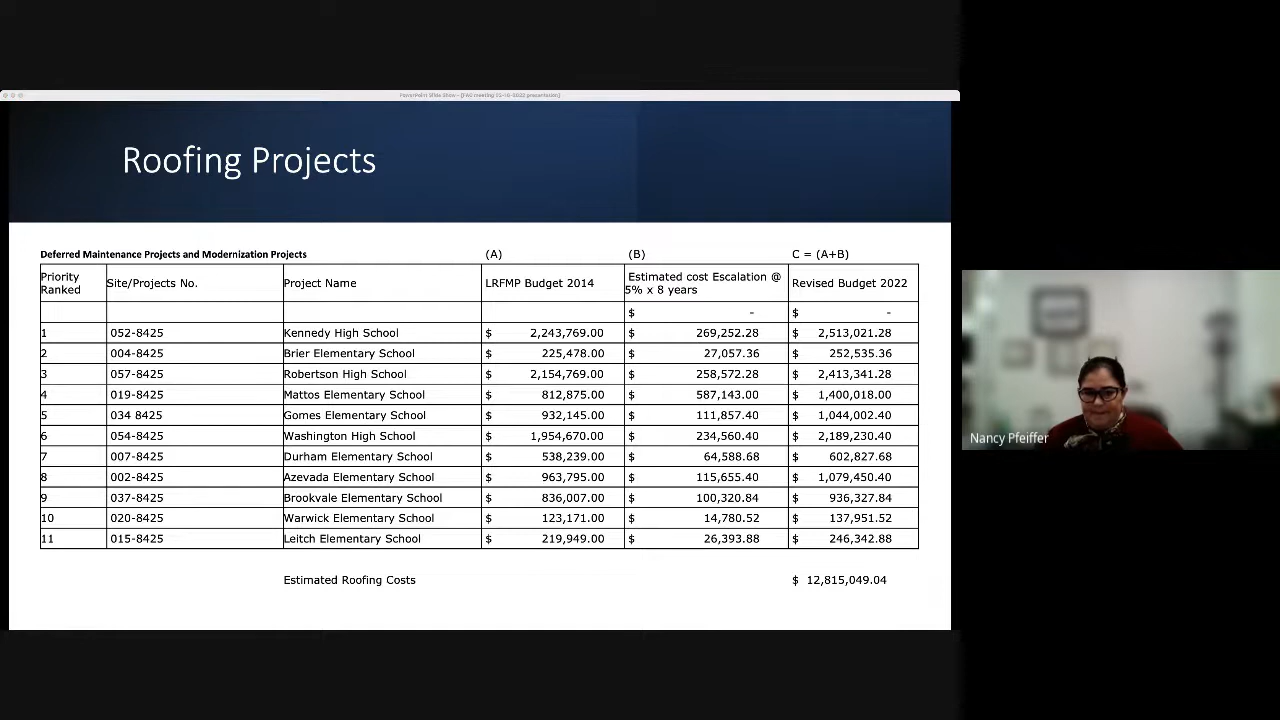 PowerPoint Slide Show - [FAC meeting 02-10-2022 presentation]
Roofing Projects
Deferred Maintenance Projects and Modernization Projects (A) (B) C = (A+B)
Priority Ranked Site/Projects No. Project Name LRFMP Budget 2014 Estimated cost Escalation @ 5% x 8 years Revised Budget 2022
$ - $ -
1 052-8425 Kennedy High School $ 2,243,769.00 $ 269,252.28 $ 2,513,021.28
2 004-8425 Brier Elementary School $ 225,478.00 $ 27,057.36 $ 252,535.36
3 057-8425 Robertson High School $ 2,154,769.00 $ 258,572.28 $ 2,413,341.28
4 019-8425 Mattos Elementary School $ 812,875.00 $ 587,143.00 $ 1,400,018.00
5 034 8425 Gomes Elementary School $ 932,145.00 $ 111,857.40 $ 1,044,002.40
6 054-8425 Washington High School $ 1,954,670.00 $ 234,560.40 $ 2,189,230.40
7 007-8425 Durham Elementary School $ 538,239.00 $ 64,588.68 $ 602,827.68
8 002-8425 Azevada Elementary School $ 963,795.00 $ 115,655.40 $ 1,079,450.40
9 037-8425 Brookvale Elementary School $ 836,007.00 $ 100,320.84 $ 936,327.84
10 020-8425 Warwick Elementary School $ 123,171.00 $ 14,780.52 $ 137,951.52
11 015-8425 Leitch Elementary School $ 219,949.00 $ 26,393.88 $ 246,342.88
Estimated Roofing Costs $ 12,815,049.04
Nancy Pfeiffer